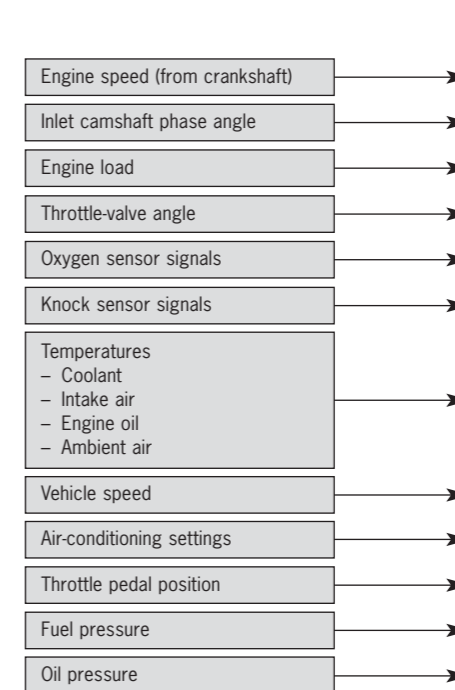 Engine speed (from crankshaft)
Inlet camshaft phase angle
Engine load
Throttle-valve angle
Oxygen sensor signals
Knock sensor signals
Temperatures
– Coolant
– Intake air
– Engine oil
– Ambient air
Vehicle speed
Air-conditioning settings
Throttle pedal position
Fuel pressure
Oil pressure